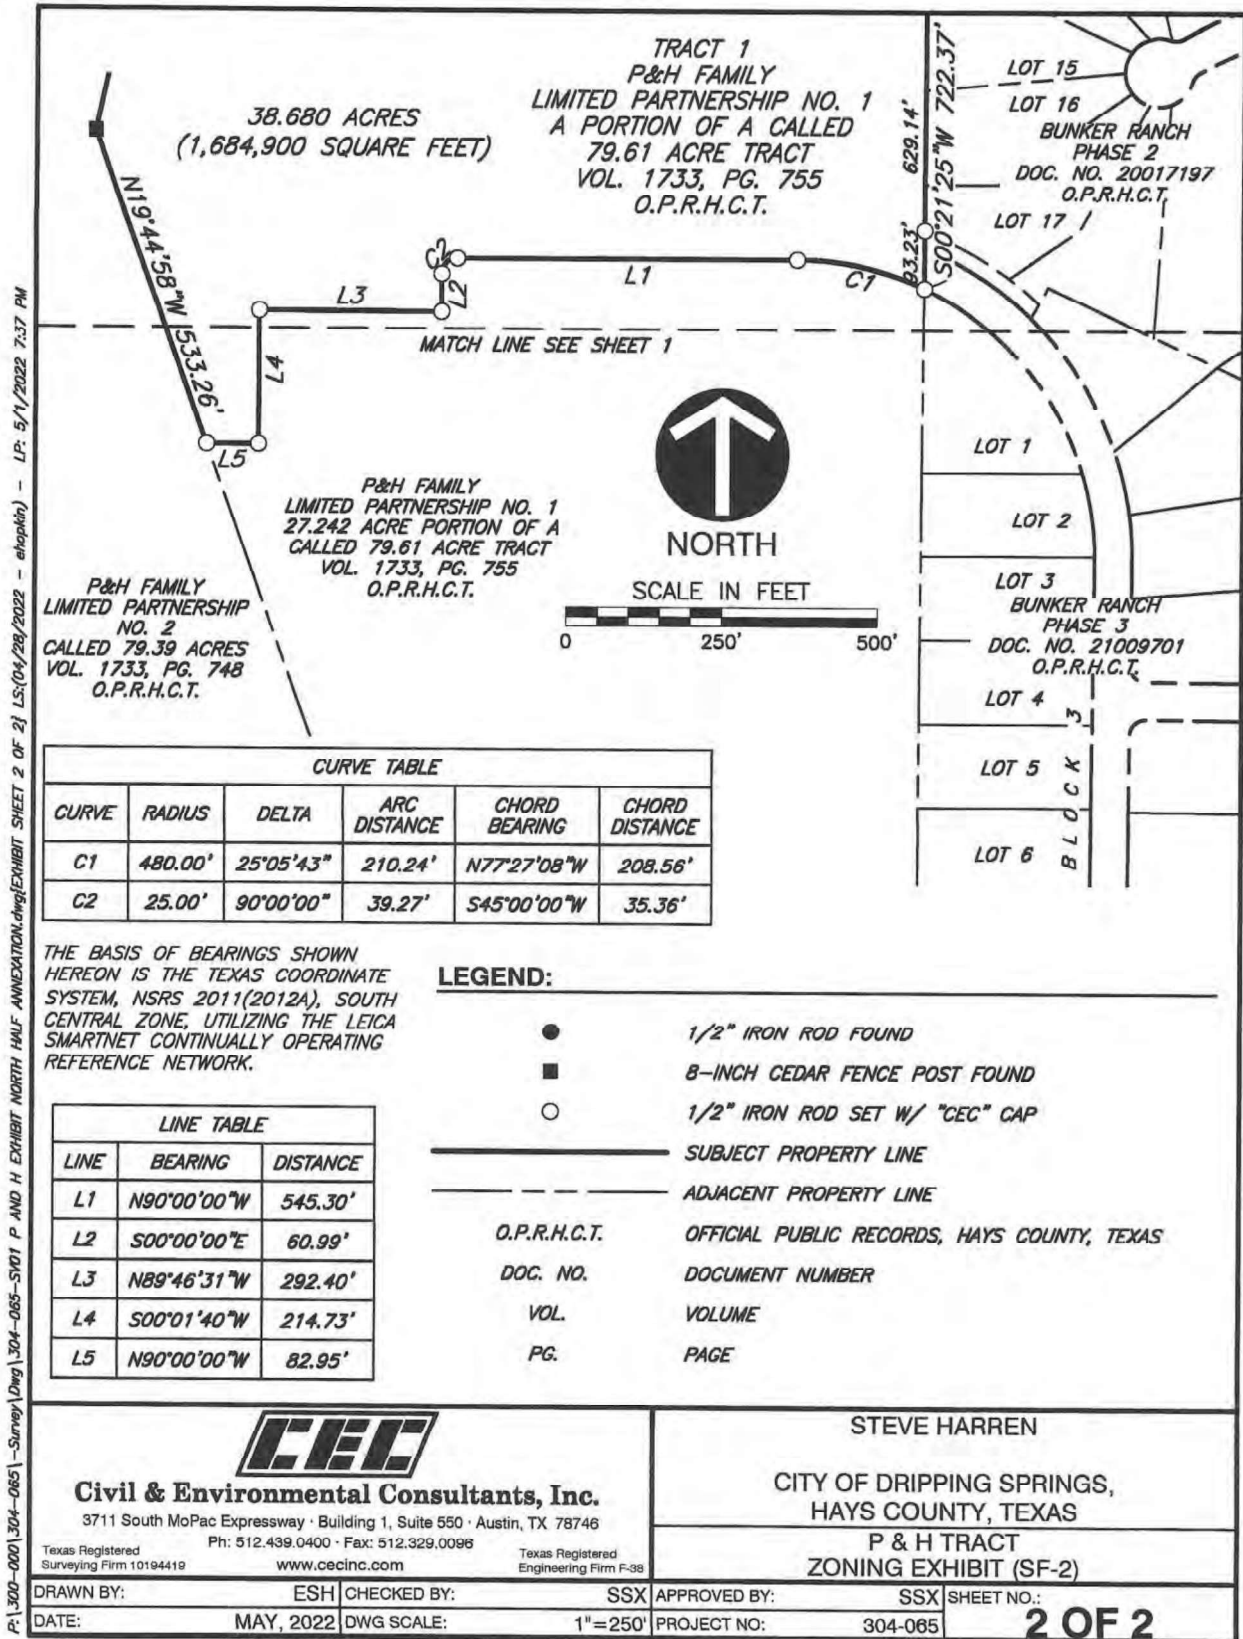 TRACT 1
P&H FAMILY
LIMITED PARTNERSHIP NO. 1
A PORTION OF A CALLED
79.61 ACRE TRACT
VOL. 1733, PG. 755
O.P.R.H.C.T.
38.680 ACRES
(1,684,900 SQUARE FEET)
629.14'
S00°21'25"W 722.37'
93.23'
LOT 15
LOT 16
BUNKER RANCH
PHASE 2
DOC. NO. 20017197
O.P.R.H.C.T.
LOT 17
N19°44'58"W 533.26'
C2
L1
C1
L3
L2
L4
L5
MATCH LINE SEE SHEET 1
P&H FAMILY
LIMITED PARTNERSHIP NO. 1
27.242 ACRE PORTION OF A
CALLED 79.61 ACRE TRACT
VOL. 1733, PG. 755
O.P.R.H.C.T.
P&H FAMILY
LIMITED PARTNERSHIP
NO. 2
CALLED 79.39 ACRES
VOL. 1733, PG. 748
O.P.R.H.C.T.
NORTH
SCALE IN FEET
0 250' 500'
LOT 1
LOT 2
LOT 3
BUNKER RANCH
PHASE 3
DOC. NO. 21009701
O.P.R.H.C.T.
LOT 4
LOT 5
LOT 6
BLOCK 3
CURVE TABLE
CURVE RADIUS DELTA ARC DISTANCE CHORD BEARING CHORD DISTANCE
C1 480.00' 25°05'43" 210.24' N77°27'08"W 208.56'
C2 25.00' 90°00'00" 39.27' S45°00'00"W 35.36'
THE BASIS OF BEARINGS SHOWN
HEREON IS THE TEXAS COORDINATE
SYSTEM, NSRS 2011(2012A), SOUTH
CENTRAL ZONE, UTILIZING THE LEICA
SMARTNET CONTINUALLY OPERATING
REFERENCE NETWORK.
LEGEND:
1/2" IRON ROD FOUND
8-INCH CEDAR FENCE POST FOUND
1/2" IRON ROD SET W/ "CEC" CAP
SUBJECT PROPERTY LINE
ADJACENT PROPERTY LINE
O.P.R.H.C.T. OFFICIAL PUBLIC RECORDS, HAYS COUNTY, TEXAS
DOC. NO. DOCUMENT NUMBER
VOL. VOLUME
PG. PAGE
LINE TABLE
LINE BEARING DISTANCE
L1 N90°00'00"W 545.30'
L2 S00°00'00"E 60.99'
L3 N89°46'31"W 292.40'
L4 S00°01'40"W 214.73'
L5 N90°00'00"W 82.95'
P:\300-000\304-065\-Survey\Dwg\304-065-SV01 P AND H EXHIBIT NORTH HALF ANNEXATION.dwg{EXHIBIT SHEET 2 OF 2} LS:(04/28/2022 - ehopkin) - LP: 5/1/2022 7:37 PM
CEC
Civil & Environmental Consultants, Inc.
3711 South MoPac Expressway · Building 1, Suite 550 · Austin, TX 78746
Ph: 512.439.0400 · Fax: 512.329.0096
www.cecinc.com
Texas Registered
Surveying Firm 10194419
Texas Registered
Engineering Firm F-38
STEVE HARREN
CITY OF DRIPPING SPRINGS,
HAYS COUNTY, TEXAS
P & H TRACT
ZONING EXHIBIT (SF-2)
DRAWN BY: ESH CHECKED BY: SSX APPROVED BY: SSX SHEET NO.:
DATE: MAY, 2022 DWG SCALE: 1"=250' PROJECT NO: 304-065 2 OF 2